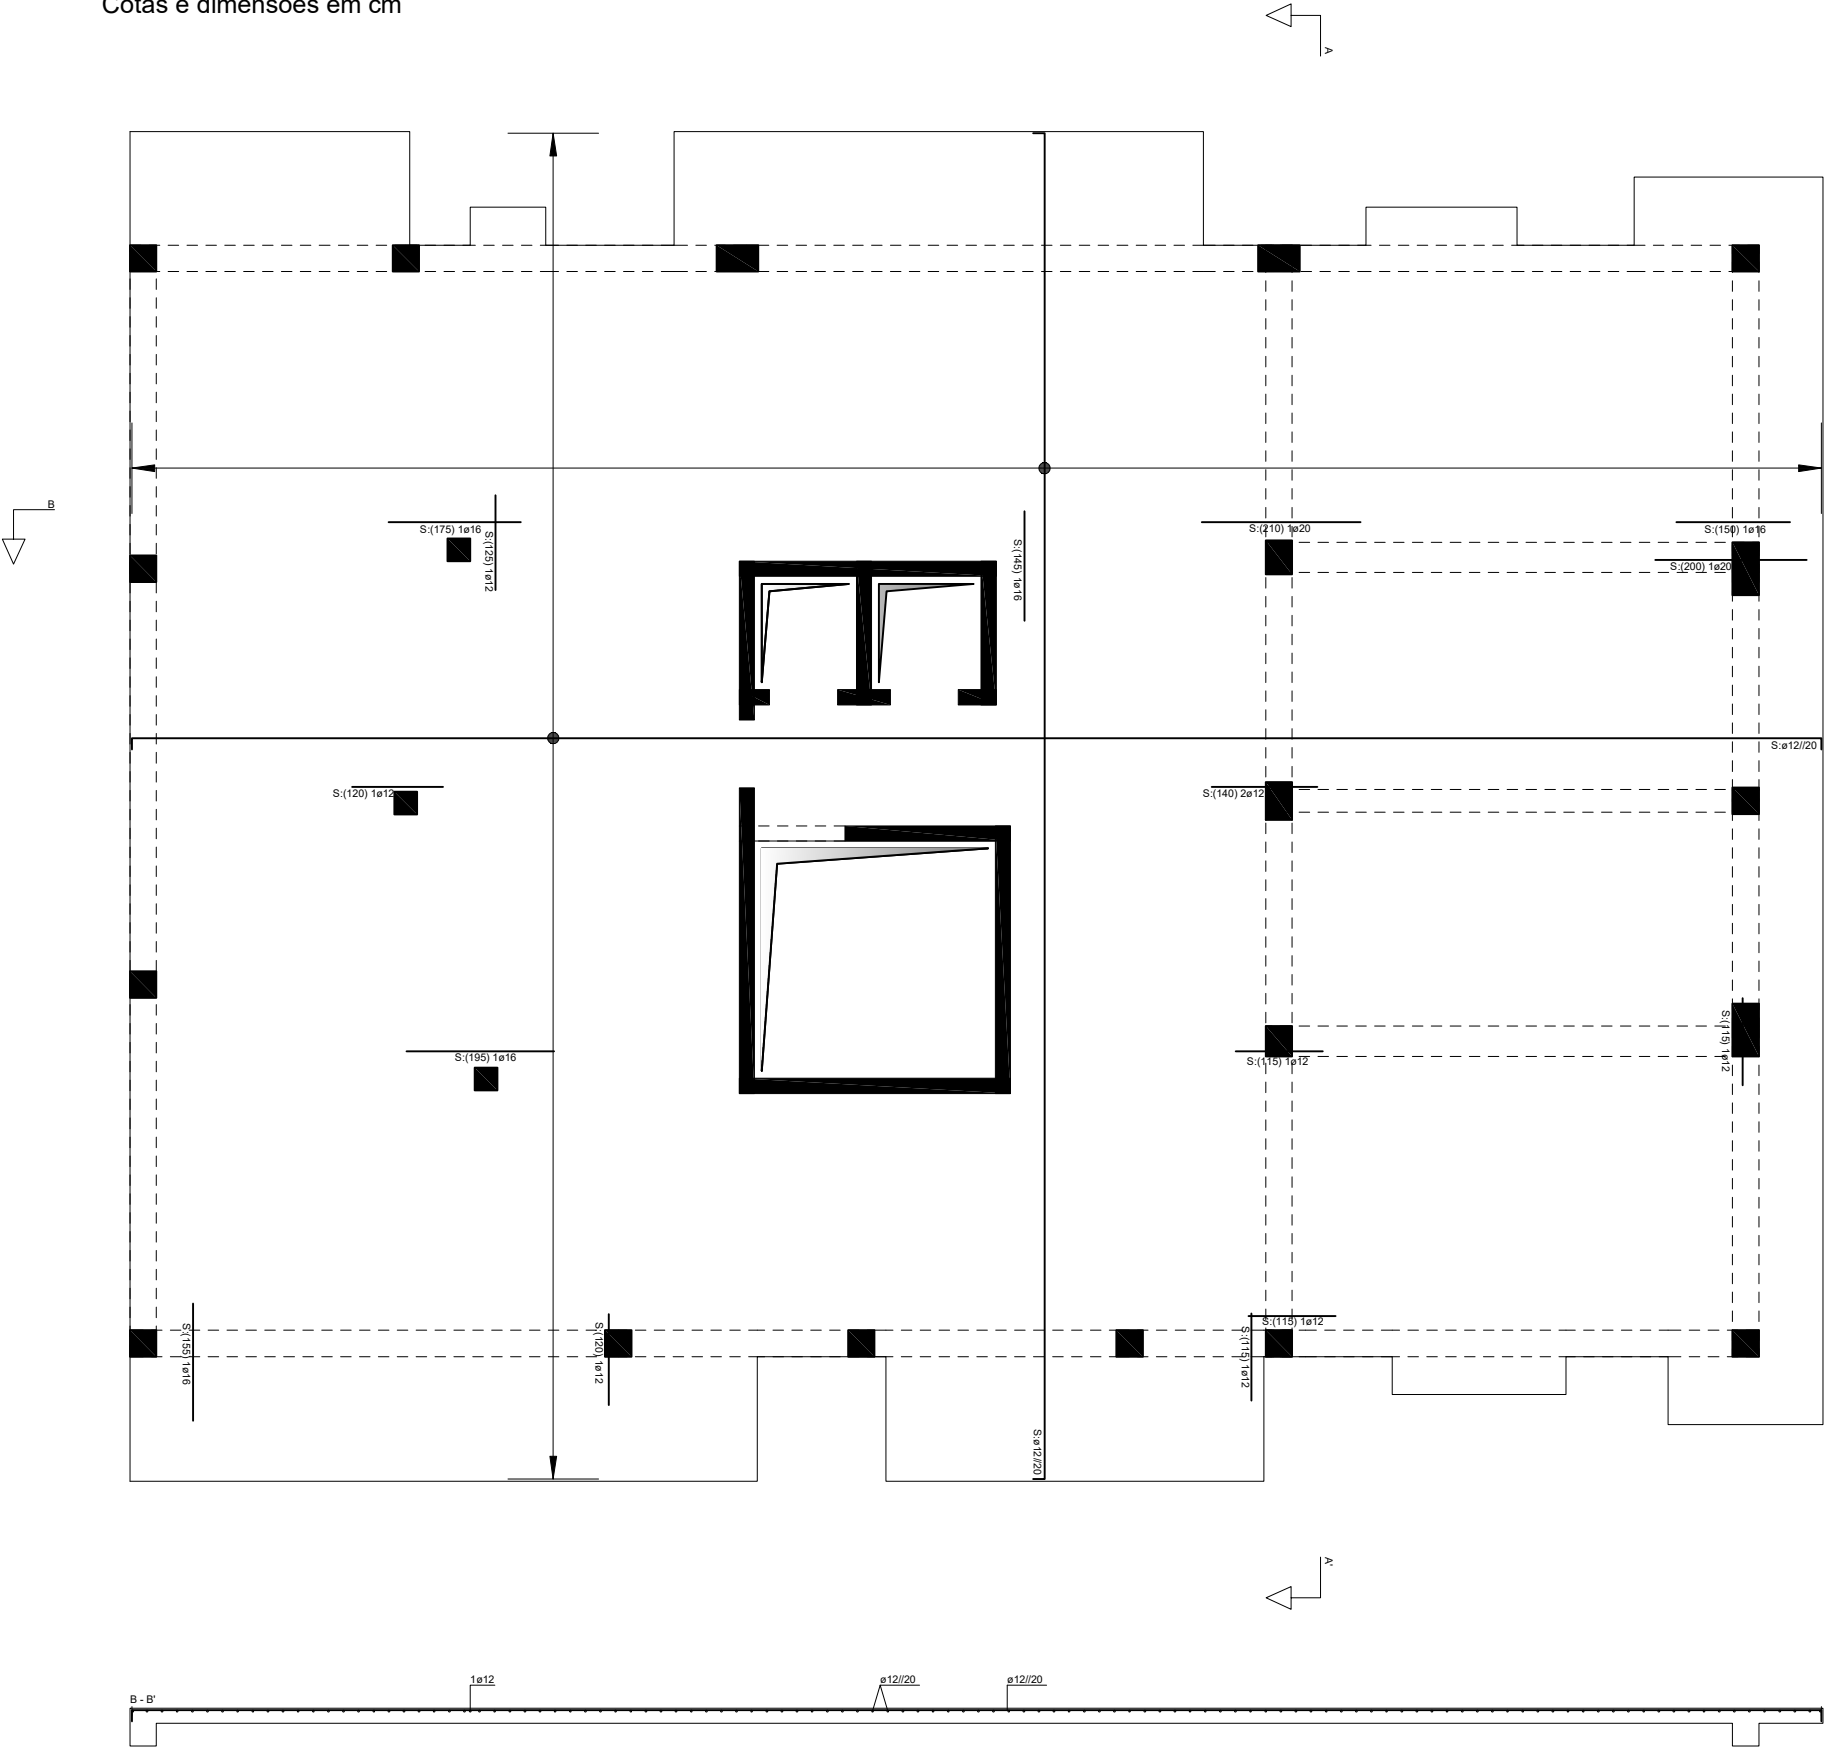 Cotas e dimensões em cm
A
B
S:(175) 1ø16
S:(125) 1ø12
S:(145) 1ø16
S:(210) 1ø20
S:(150) 1ø16
S:(200) 1ø20
S:ø12//20
S:(120) 1ø12
S:(140) 2ø12
S:(195) 1ø16
S:(115) 1ø12
S:(115) 1ø12
S:(155) 1ø16
S:(120) 1ø12
S:(115) 1ø12
S:(115) 1ø12
S:ø12//20
A'
1ø12
ø12//20
ø12//20
B - B'